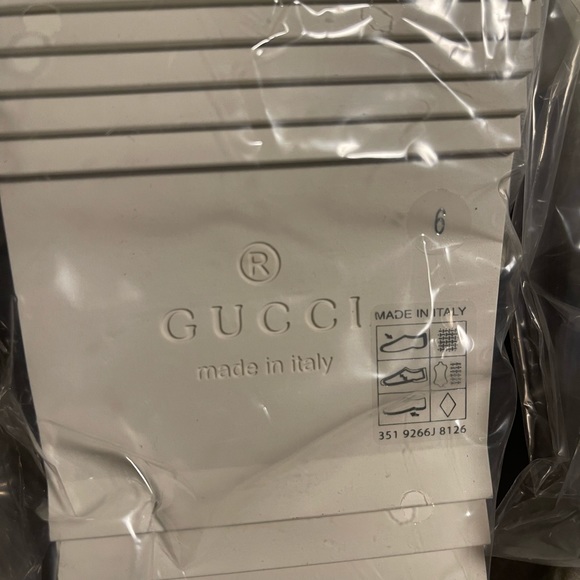 6
®
GUCCI
made in italy
MADE IN ITALY
351 9266J 8126